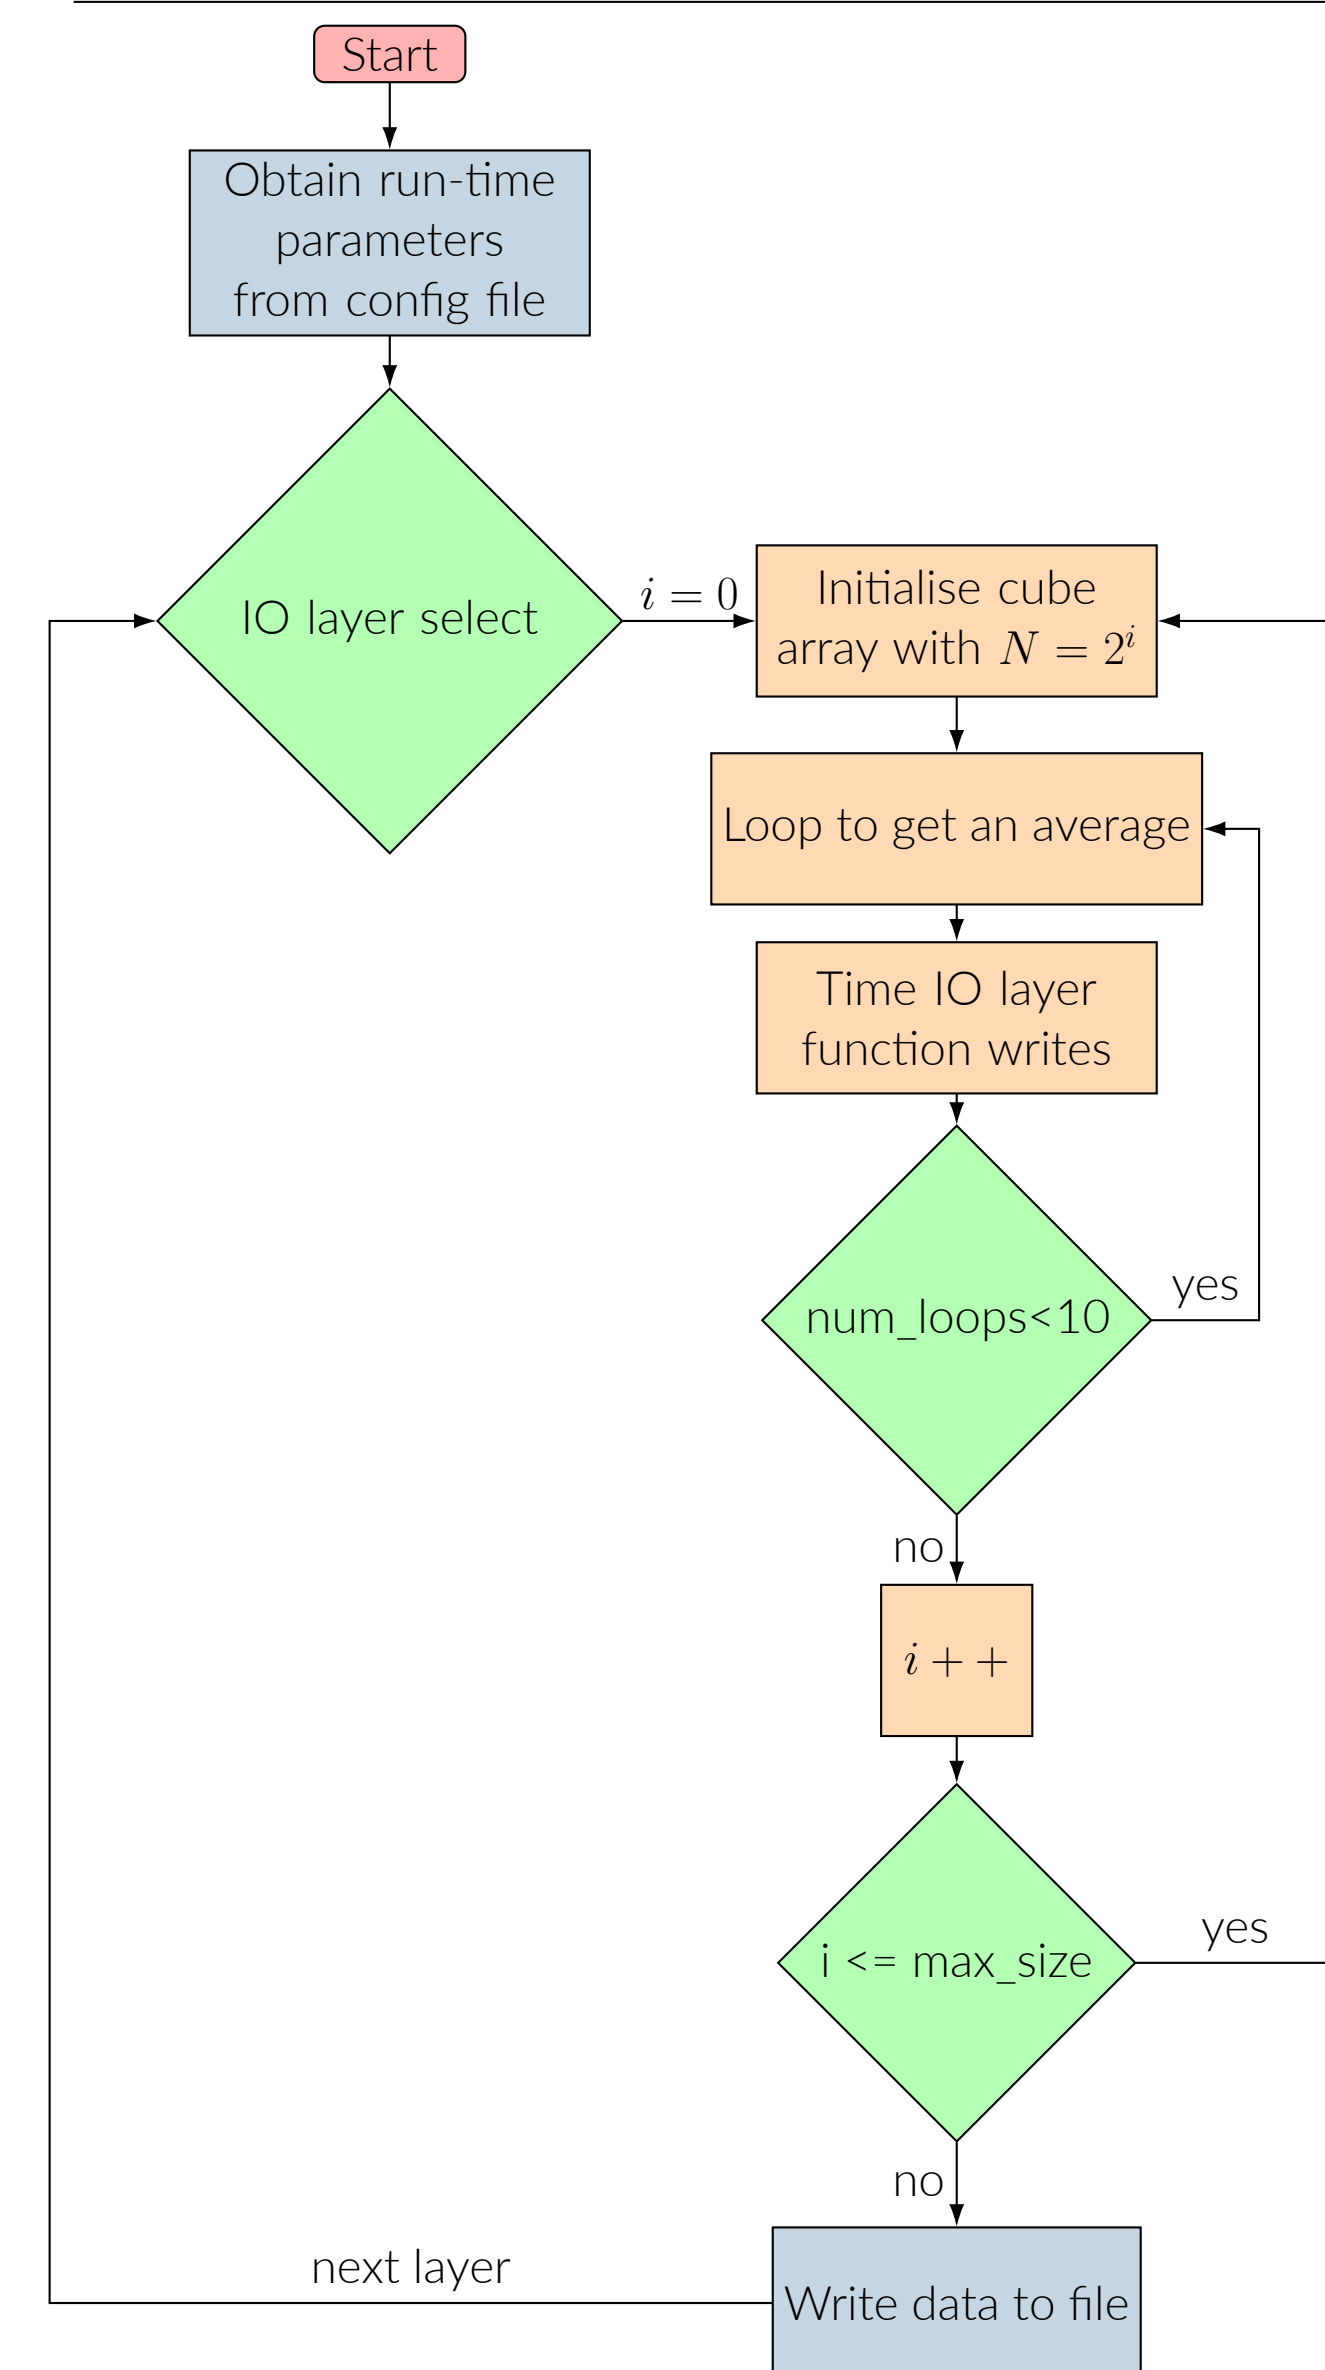 Start
Obtain run-time
parameters
from config file
IO layer select
i = 0
Initialise cube
array with N = 2^i
Loop to get an average
Time IO layer
function writes
num_loops<10
yes
no
i + +
i <= max_size
yes
no
next layer
Write data to file